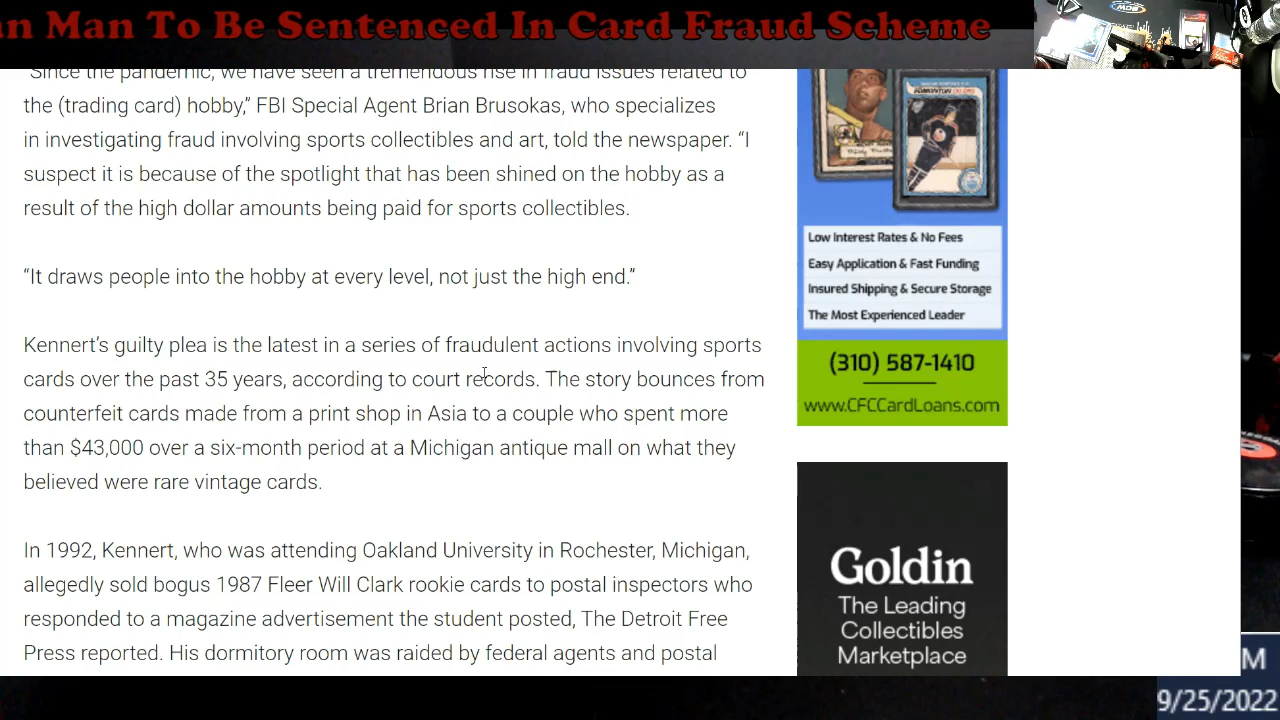 n Man To Be Sentenced In Card Fraud Scheme
"Since the pandemic, we have seen a tremendous rise in fraud issues related to
the (trading card) hobby," FBI Special Agent Brian Brusokas, who specializes
in investigating fraud involving sports collectibles and art, told the newspaper. "I
suspect it is because of the spotlight that has been shined on the hobby as a
result of the high dollar amounts being paid for sports collectibles.
"It draws people into the hobby at every level, not just the high end."
Kennert's guilty plea is the latest in a series of fraudulent actions involving sports
cards over the past 35 years, according to court records. The story bounces from
counterfeit cards made from a print shop in Asia to a couple who spent more
than $43,000 over a six-month period at a Michigan antique mall on what they
believed were rare vintage cards.
In 1992, Kennert, who was attending Oakland University in Rochester, Michigan,
allegedly sold bogus 1987 Fleer Will Clark rookie cards to postal inspectors who
responded to a magazine advertisement the student posted, The Detroit Free
Press reported. His dormitory room was raided by federal agents and postal
EDMONTON OILERS
Low Interest Rates & No Fees
Easy Application & Fast Funding
Insured Shipping & Secure Storage
The Most Experienced Leader
(310) 587-1410
www.CFCCardLoans.com
Goldin
The Leading
Collectibles
Marketplace
M
9/25/2022